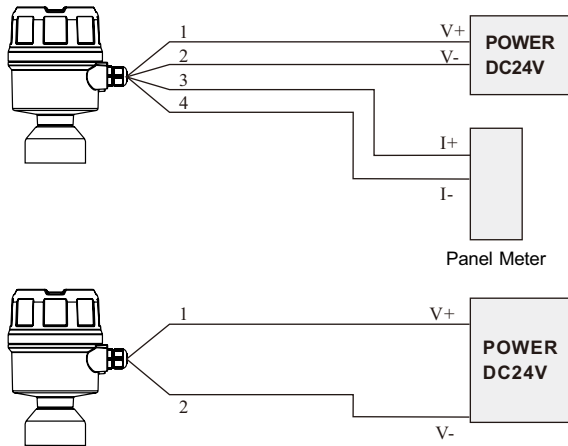 1
V+
POWER
DC24V
2
V-
3
4
I+
I-
Panel Meter
1
V+
POWER
DC24V
2
V-